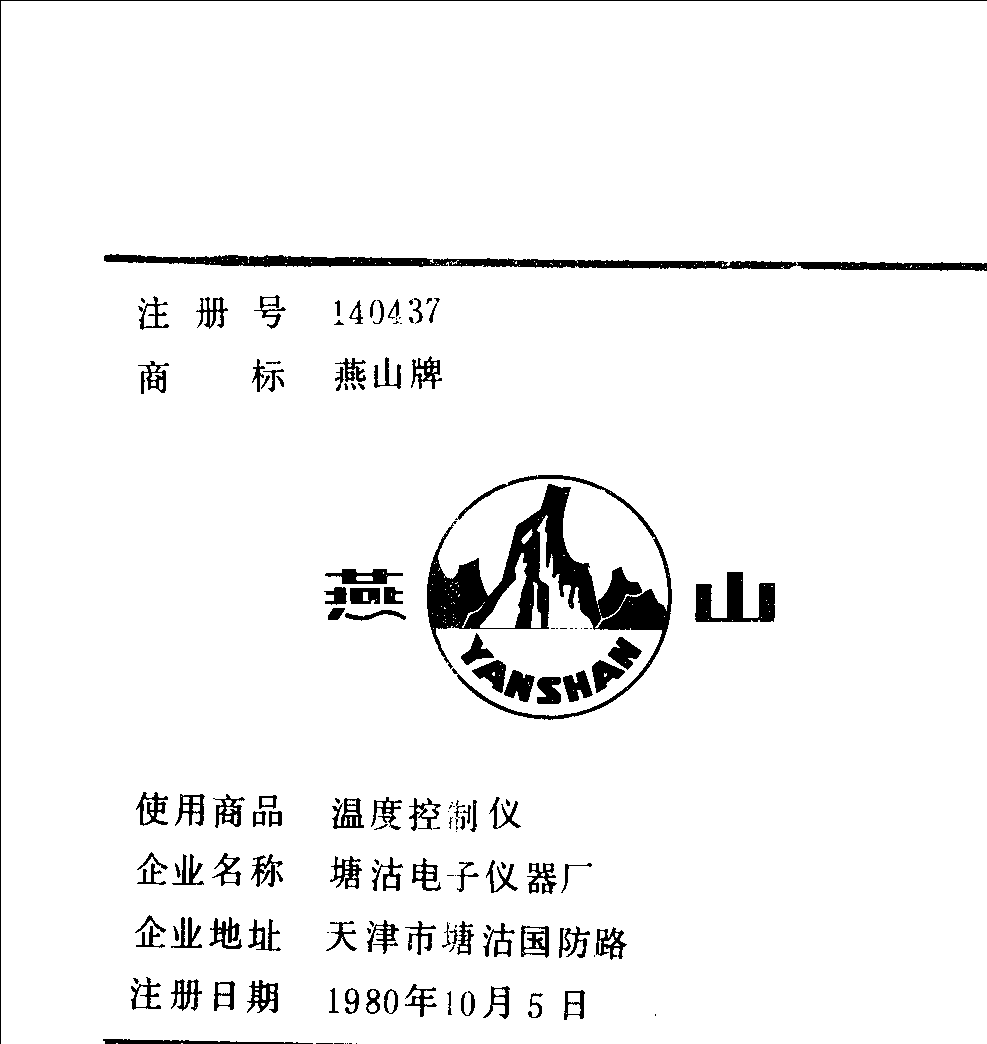 注册号 140437
商标 燕山牌
燕 山
YANSHAN
使用商品 温度控制仪
企业名称 塘沽电子仪器厂
企业地址 天津市塘沽国防路
注册日期 1980年10月5日